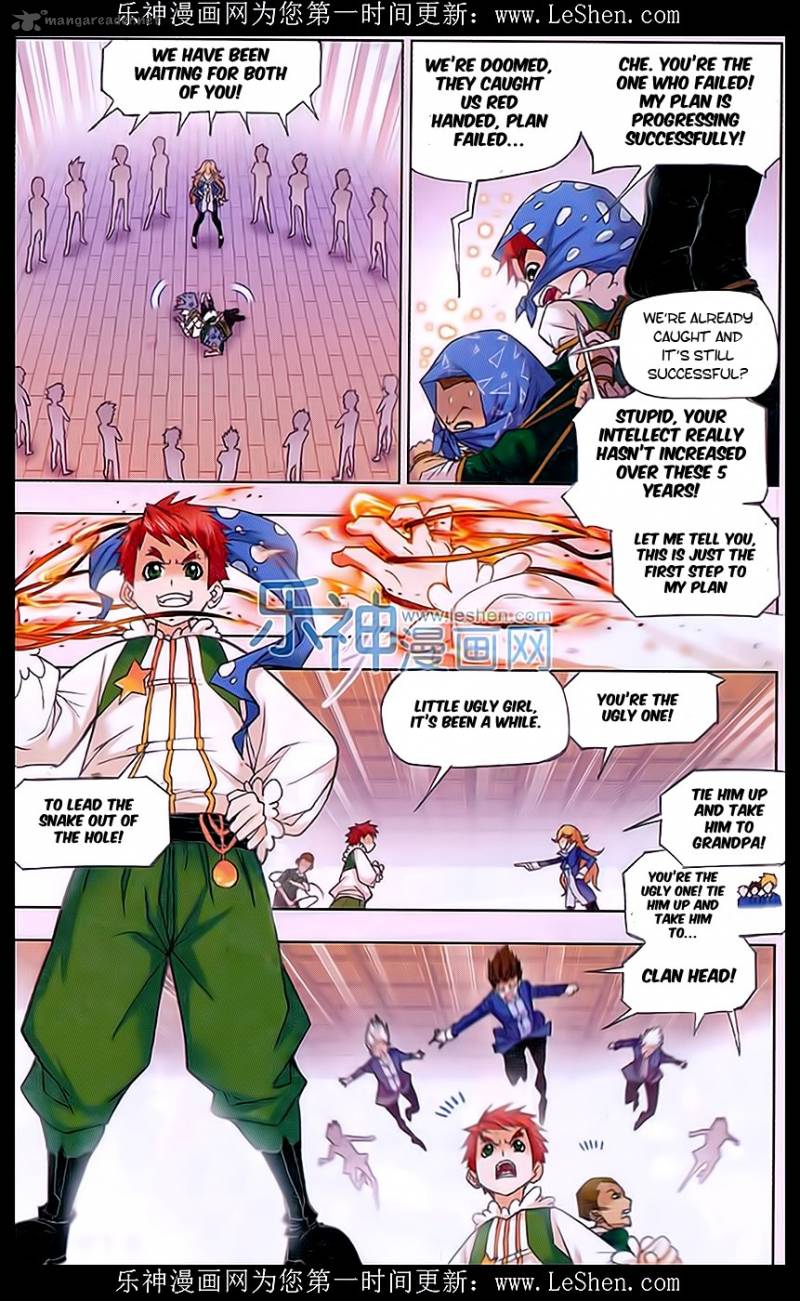 乐神漫画网为您第一时间更新：www.LeShen.com
mangareader.net
WE HAVE BEEN
WAITING FOR BOTH
OF YOU!
WE'RE DOOMED,
THEY CAUGHT
US RED
HANDED, PLAN
FAILED...
CHE. YOU'RE THE
ONE WHO FAILED!
MY PLAN IS
PROGRESSING
SUCCESSFULLY!
WE'RE ALREADY
CAUGHT AND
IT'S STILL
SUCCESSFUL?
STUPID, YOUR
INTELLECT REALLY
HASN'T INCREASED
OVER THESE 5
YEARS!
LET ME TELL YOU,
THIS IS JUST THE
FIRST STEP TO
MY PLAN
乐神漫画网
www.leshen.com
TO LEAD THE
SNAKE OUT OF
THE HOLE!
LITTLE UGLY GIRL,
IT'S BEEN A WHILE.
YOU'RE THE
UGLY ONE!
TIE HIM UP
AND TAKE
HIM TO
GRANDPA!
YOU'RE THE
UGLY ONE! TIE
HIM UP AND
TAKE HIM
TO...
CLAN HEAD!
乐神漫画网为您第一时间更新：www.LeShen.com